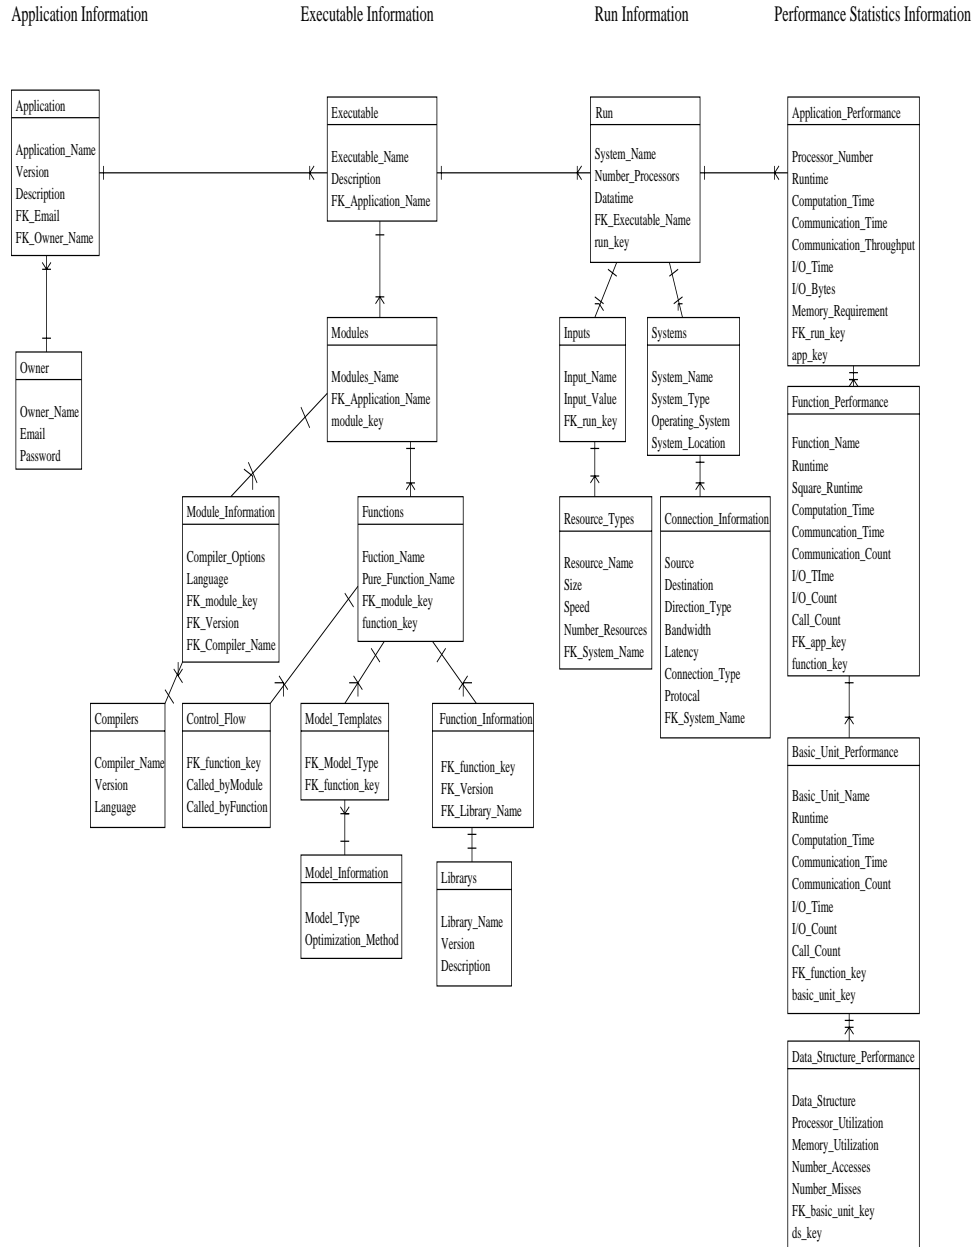 Application Information
Executable Information
Run Information
Performance Statistics Information
Application
Application_Name
Version
Description
FK_Email
FK_Owner_Name
Owner
Owner_Name
Email
Password
Executable
Executable_Name
Description
FK_Application_Name
Modules
Modules_Name
FK_Application_Name
module_key
Module_Information
Compiler_Options
Language
FK_module_key
FK_Version
FK_Compiler_Name
Functions
Fuction_Name
Pure_Function_Name
FK_module_key
function_key
Compilers
Compiler_Name
Version
Language
Control_Flow
FK_function_key
Called_byModule
Called_byFunction
Model_Templates
FK_Model_Type
FK_function_key
Function_Information
FK_function_key
FK_Version
FK_Library_Name
Model_Information
Model_Type
Optimization_Method
Librarys
Library_Name
Version
Description
Run
System_Name
Number_Processors
Datatime
FK_Executable_Name
run_key
Inputs
Input_Name
Input_Value
FK_run_key
Systems
System_Name
System_Type
Operating_System
System_Location
Resource_Types
Resource_Name
Size
Speed
Number_Resources
FK_System_Name
Connection_Information
Source
Destination
Direction_Type
Bandwidth
Latency
Connection_Type
Protocal
FK_System_Name
Application_Performance
Processor_Number
Runtime
Computation_Time
Communication_Time
Communication_Throughput
I/O_Time
I/O_Bytes
Memory_Requirement
FK_run_key
app_key
Function_Performance
Function_Name
Runtime
Square_Runtime
Computation_Time
Communcation_Time
Communication_Count
I/O_TIme
I/O_Count
Call_Count
FK_app_key
function_key
Basic_Unit_Performance
Basic_Unit_Name
Runtime
Computation_Time
Communication_Time
Communication_Count
I/O_Time
I/O_Count
Call_Count
FK_function_key
basic_unit_key
Data_Structure_Performance
Data_Structure
Processor_Utilization
Memory_Utilization
Number_Accesses
Number_Misses
FK_basic_unit_key
ds_key